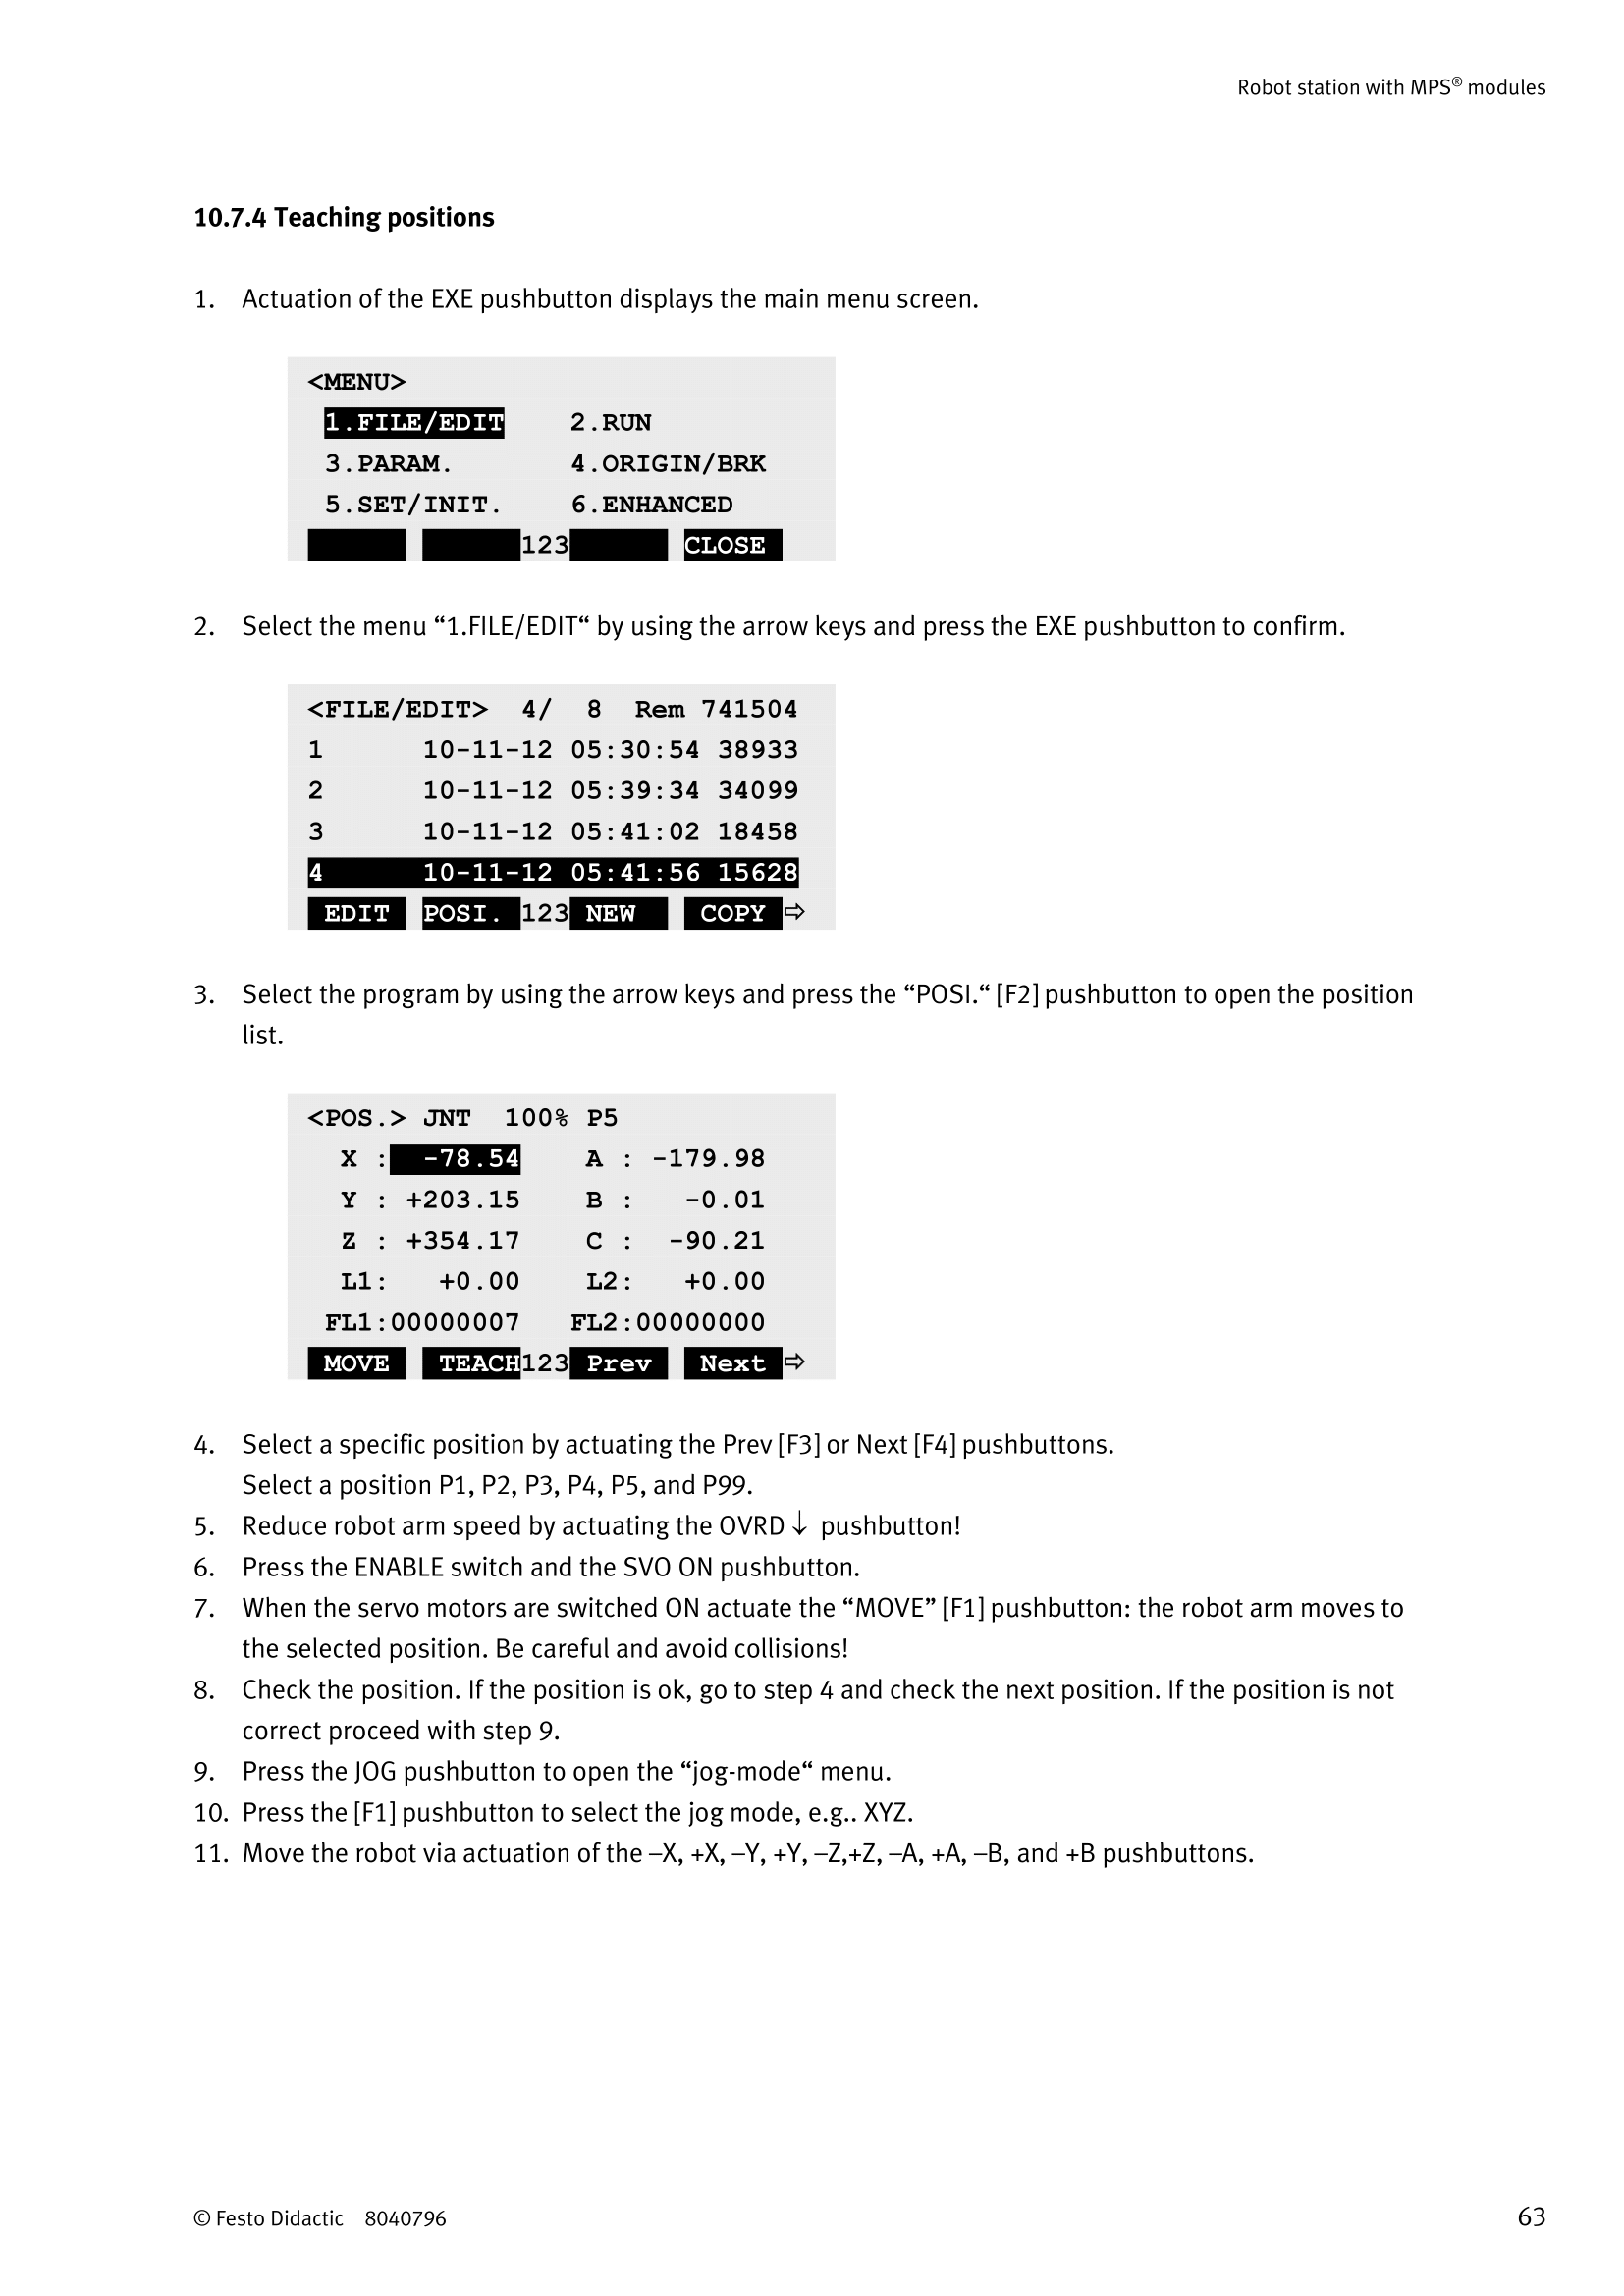 Robot station with MPS® modules
10.7.4 Teaching positions
1. Actuation of the EXE pushbutton displays the main menu screen.
<MENU>
1.FILE/EDIT 2.RUN
3.PARAM. 4.ORIGIN/BRK
5.SET/INIT. 6.ENHANCED
123 CLOSE
2. Select the menu “1.FILE/EDIT“ by using the arrow keys and press the EXE pushbutton to confirm.
<FILE/EDIT> 4/ 8 Rem 741504
1 10-11-12 05:30:54 38933
2 10-11-12 05:39:34 34099
3 10-11-12 05:41:02 18458
4 10-11-12 05:41:56 15628
EDIT POSI. 123 NEW COPY ⇨
3. Select the program by using the arrow keys and press the “POSI.“ [F2] pushbutton to open the position
list.
<POS.> JNT 100% P5
X : -78.54 A : -179.98
Y : +203.15 B : -0.01
Z : +354.17 C : -90.21
L1: +0.00 L2: +0.00
FL1:00000007 FL2:00000000
MOVE TEACH 123 Prev Next ⇨
4. Select a specific position by actuating the Prev [F3] or Next [F4] pushbuttons.
Select a position P1, P2, P3, P4, P5, and P99.
5. Reduce robot arm speed by actuating the OVRD ↓ pushbutton!
6. Press the ENABLE switch and the SVO ON pushbutton.
7. When the servo motors are switched ON actuate the “MOVE” [F1] pushbutton: the robot arm moves to
the selected position. Be careful and avoid collisions!
8. Check the position. If the position is ok, go to step 4 and check the next position. If the position is not
correct proceed with step 9.
9. Press the JOG pushbutton to open the “jog-mode“ menu.
10. Press the [F1] pushbutton to select the jog mode, e.g.. XYZ.
11. Move the robot via actuation of the –X, +X, –Y, +Y, –Z,+Z, –A, +A, –B, and +B pushbuttons.
© Festo Didactic 8040796
63